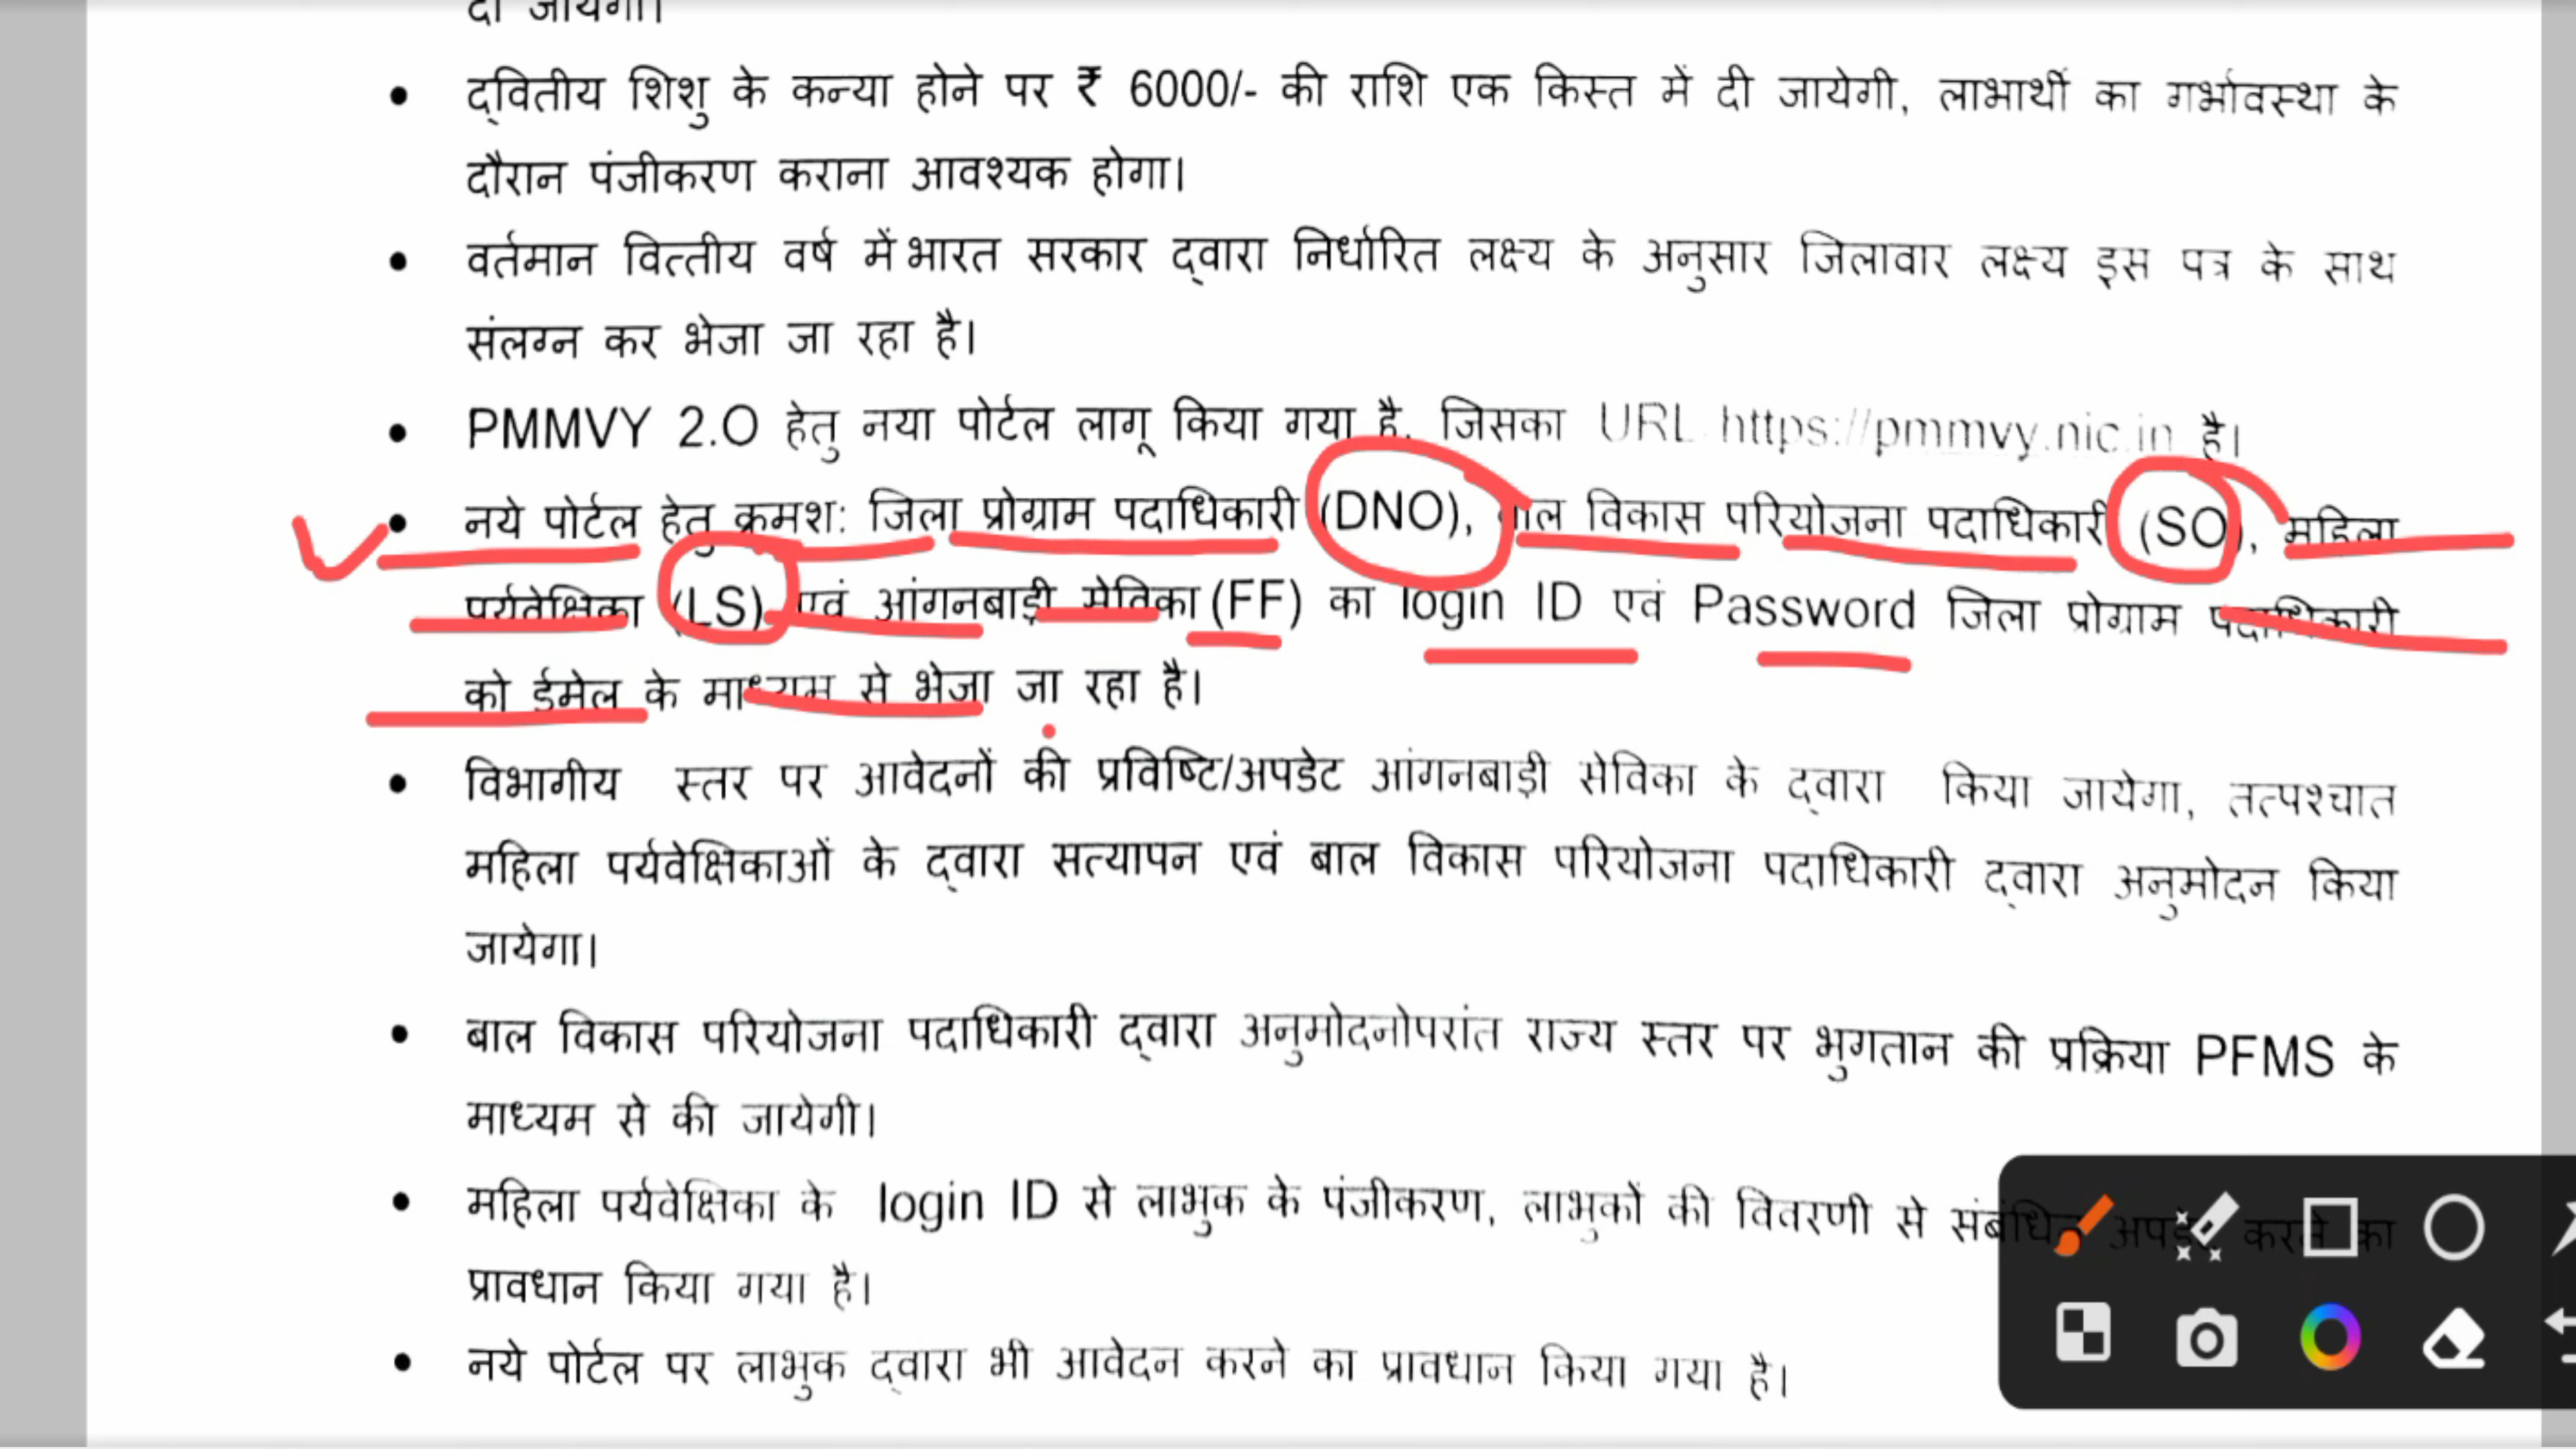 दी जायेगी।
• द्वितीय शिशु के कन्या होने पर ₹ 6000/- की राशि एक किस्त में दी जायेगी, लाभार्थी का गर्भावस्था के
दौरान पंजीकरण कराना आवश्यक होगा।
• वर्तमान वित्तीय वर्ष में भारत सरकार द्वारा निर्धारित लक्ष्य के अनुसार जिलावार लक्ष्य इस पत्र के साथ
संलग्न कर भेजा जा रहा है।
• PMMVY 2.O हेतु नया पोर्टल लागू किया गया है, जिसका URL https://pmmvy.nic.in है।
• नये पोर्टल हेतु क्रमश: जिला प्रोग्राम पदाधिकारी (DNO), बाल विकास परियोजना पदाधिकारी (SO), महिला
पर्यवेक्षिका (LS) एवं आंगनबाड़ी सेविका (FF) का login ID एवं Password जिला प्रोग्राम पदाधिकारी
को ईमेल के माध्यम से भेजा जा रहा है।
• विभागीय स्तर पर आवेदनों की प्रविष्टि/अपडेट आंगनबाड़ी सेविका के द्वारा किया जायेगा, तत्पश्चात
महिला पर्यवेक्षिकाओं के द्वारा सत्यापन एवं बाल विकास परियोजना पदाधिकारी द्वारा अनुमोदन किया
जायेगा।
• बाल विकास परियोजना पदाधिकारी द्वारा अनुमोदनोपरांत राज्य स्तर पर भुगतान की प्रक्रिया PFMS के
माध्यम से की जायेगी।
• महिला पर्यवेक्षिका के login ID से लाभुक के पंजीकरण, लाभुकों की विवरणी से संबंधित अपडेट करने का
प्रावधान किया गया है।
• नये पोर्टल पर लाभुक द्वारा भी आवेदन करने का प्रावधान किया गया है।